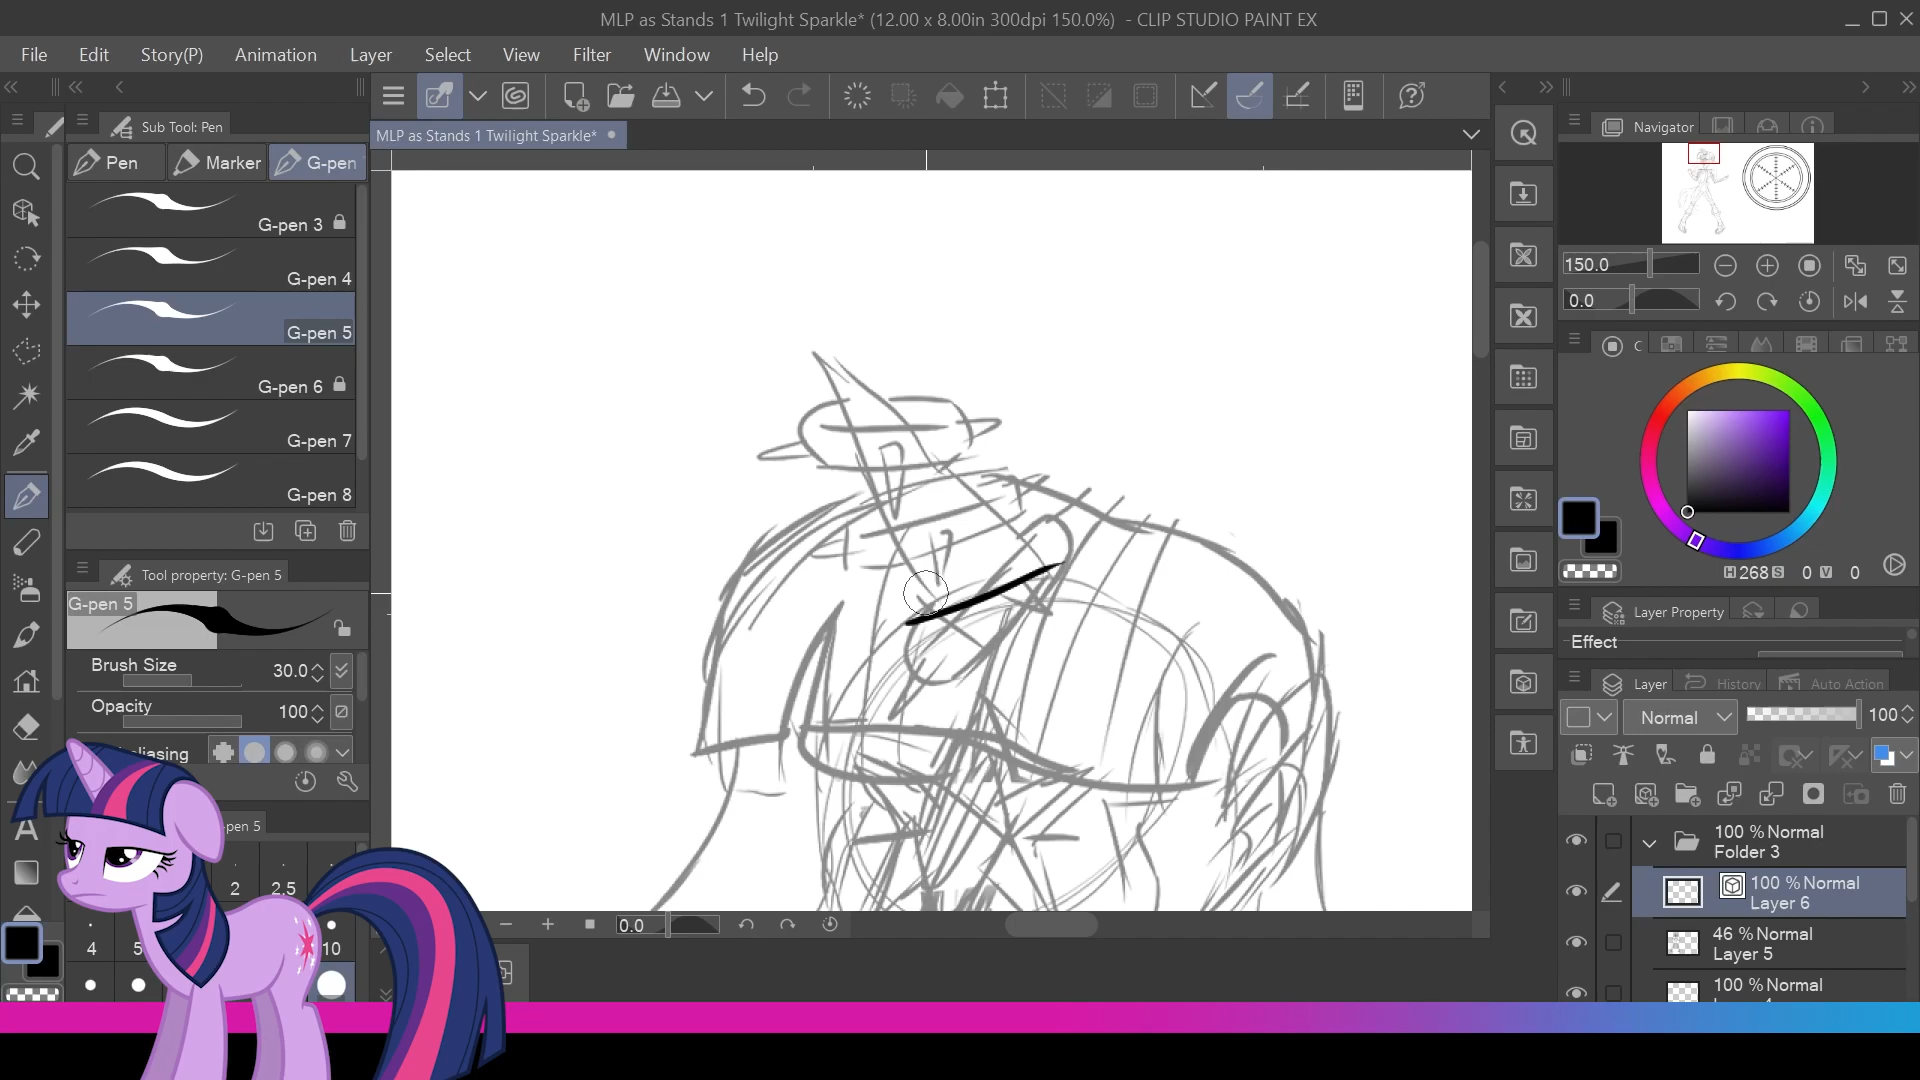 MLP as Stands 1 Twilight Sparkle* (12.00 x 8.00in 300dpi 150.0%)  - CLIP STUDIO PAINT EX
File Edit Story(P) Animation Layer Select View Filter Window Help
Sub Tool: Pen
MLP as Stands 1 Twilight Sparkle*
Navigator
Pen Marker G-pen
G-pen 3
G-pen 4
G-pen 5
G-pen 6
G-pen 7
G-pen 8
150.0
0.0
C
H 268 S 0 V 0
Tool property: G-pen 5
G-pen 5
Brush Size 30.0
Opacity 100
Layer Property
Effect
Layer History Auto Action
Normal 100
100 % Normal
Folder 3
100 % Normal
Layer 6
46 % Normal
Layer 5
100 % Normal
A
pen 5
2 2.5
4 5 10
0.0